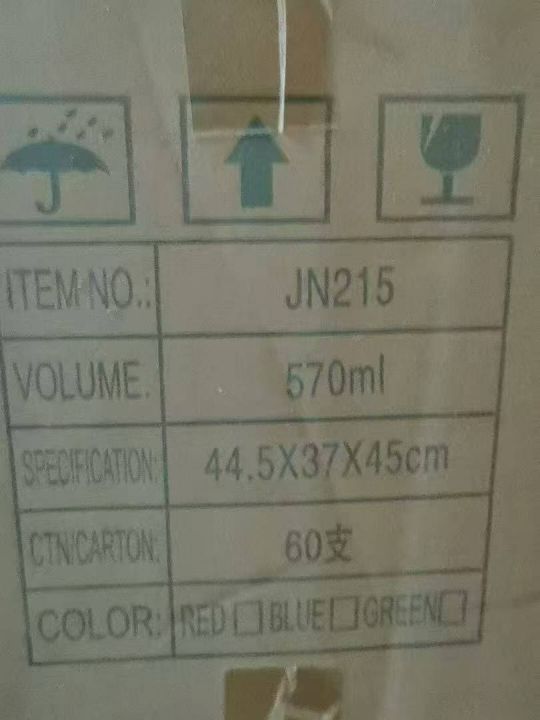 ITEM NO.: JN215
VOLUME. 570ml
SPECIFICATION: 44.5X37X45cm
CTN/CARTON: 60支
COLOR: RED □ BLUE □ GREEN □